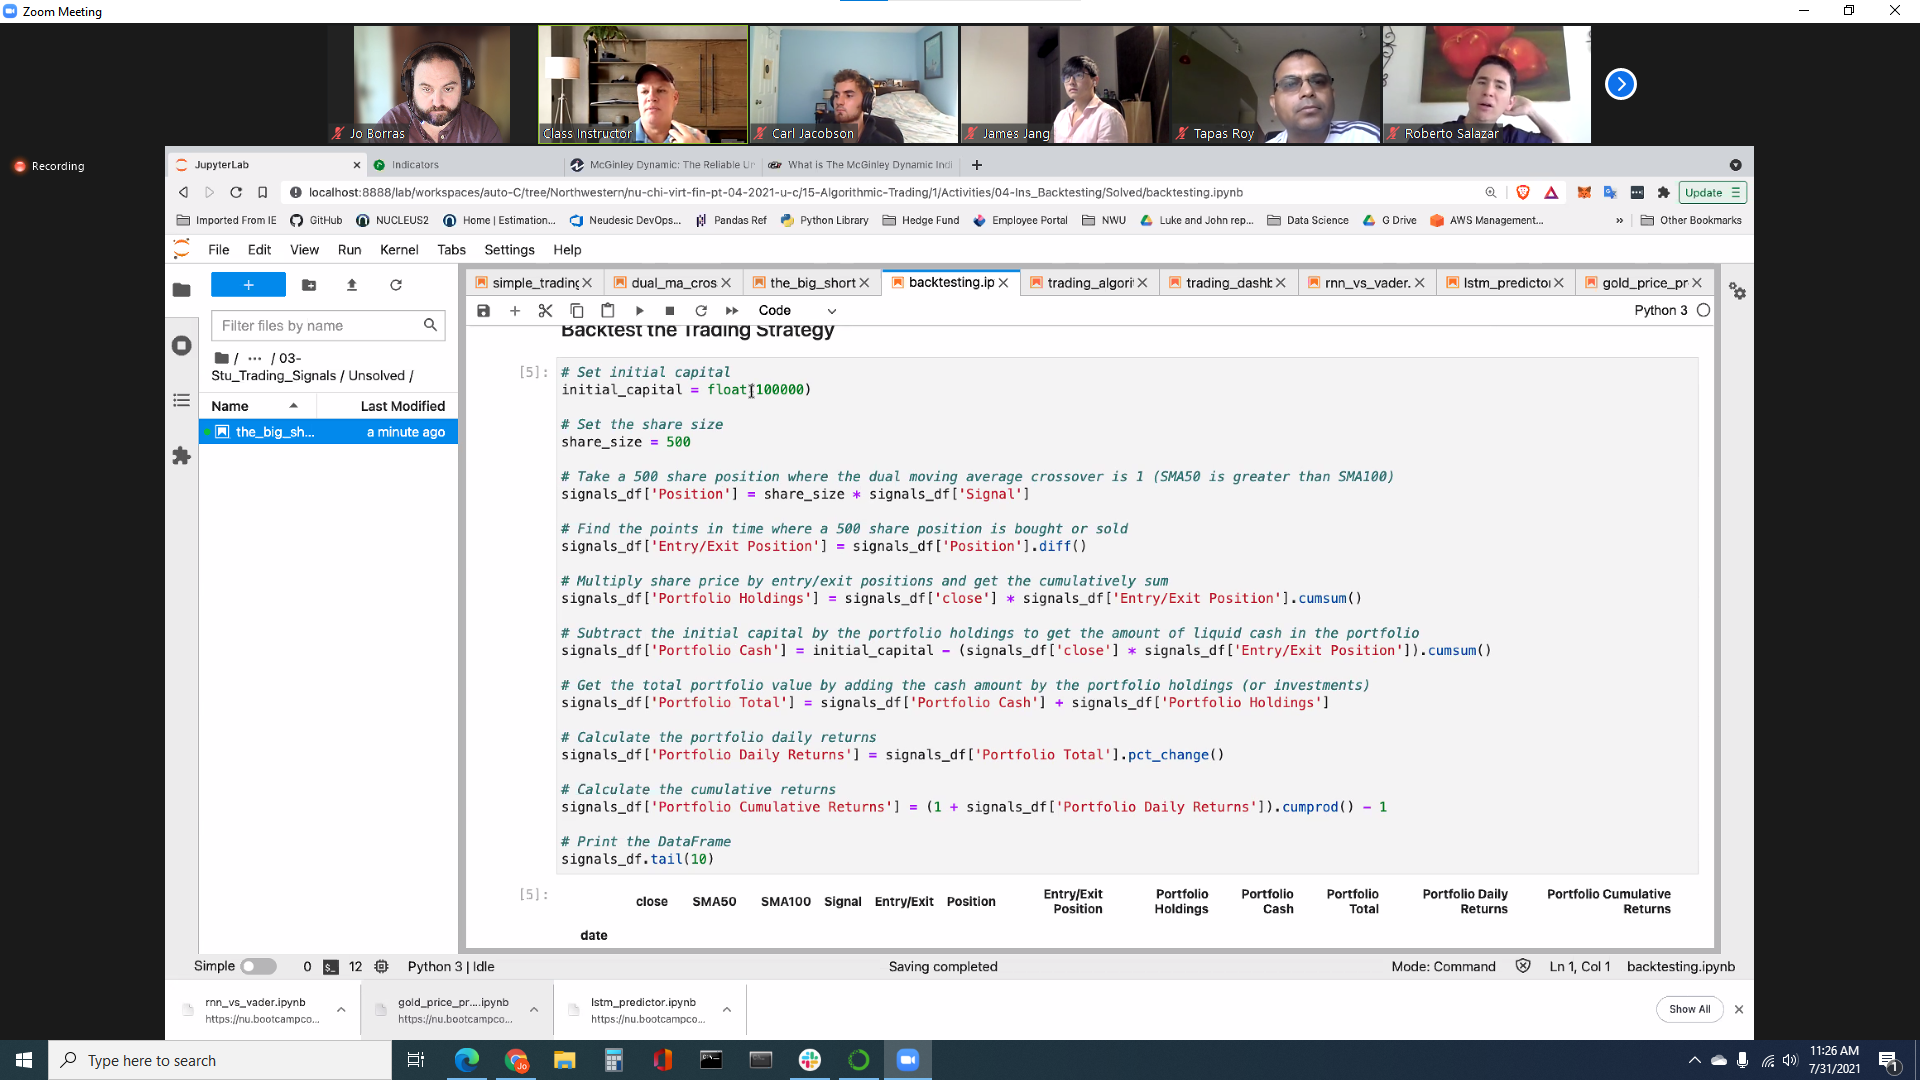 Zoom Meeting
Jo Borras
Class Instructor
Carl Jacobson
James Jang
Tapas Roy
Roberto Salazar
Recording
JupyterLab
Indicators
McGinley Dynamic: The Reliable Un
What is The McGinley Dynamic Indi
localhost:8888/lab/workspaces/auto-C/tree/Northwestern/nu-chi-virt-fin-pt-04-2021-u-c/15-Algorithmic-Trading/1/Activities/04-Ins_Backtesting/Solved/backtesting.ipynb
Update
Imported From IE
GitHub
NUCLEUS2
Home | Estimation...
Neudesic DevOps...
Pandas Ref
Python Library
Hedge Fund
Employee Portal
NWU
Luke and John rep...
Data Science
G Drive
AWS Management...
»
Other Bookmarks
File Edit View Run Kernel Tabs Settings Help
simple_trading
dual_ma_cros
the_big_short
backtesting.ip
trading_algori
trading_dashb
rnn_vs_vader.
lstm_predictor
gold_price_pr
Filter files by name
Code
Python 3
/ ··· / 03-
Stu_Trading_Signals / Unsolved /
Name Last Modified
the_big_sh... a minute ago
Backtest the Trading Strategy
[5]:
# Set initial capital
initial_capital = float(100000)
# Set the share size
share_size = 500
# Take a 500 share position where the dual moving average crossover is 1 (SMA50 is greater than SMA100)
signals_df['Position'] = share_size * signals_df['Signal']
# Find the points in time where a 500 share position is bought or sold
signals_df['Entry/Exit Position'] = signals_df['Position'].diff()
# Multiply share price by entry/exit positions and get the cumulatively sum
signals_df['Portfolio Holdings'] = signals_df['close'] * signals_df['Entry/Exit Position'].cumsum()
# Subtract the initial capital by the portfolio holdings to get the amount of liquid cash in the portfolio
signals_df['Portfolio Cash'] = initial_capital - (signals_df['close'] * signals_df['Entry/Exit Position']).cumsum()
# Get the total portfolio value by adding the cash amount by the portfolio holdings (or investments)
signals_df['Portfolio Total'] = signals_df['Portfolio Cash'] + signals_df['Portfolio Holdings']
# Calculate the portfolio daily returns
signals_df['Portfolio Daily Returns'] = signals_df['Portfolio Total'].pct_change()
# Calculate the cumulative returns
signals_df['Portfolio Cumulative Returns'] = (1 + signals_df['Portfolio Daily Returns']).cumprod() - 1
# Print the DataFrame
signals_df.tail(10)
[5]:
close SMA50 SMA100 Signal Entry/Exit Position
Entry/Exit
Position
Portfolio
Holdings
Portfolio
Cash
Portfolio
Total
Portfolio Daily
Returns
Portfolio Cumulative
Returns
date
Simple 0 12 Python 3 | Idle
Saving completed
Mode: Command
Ln 1, Col 1
backtesting.ipynb
rnn_vs_vader.ipynb
https://nu.bootcampco...
gold_price_pr....ipynb
https://nu.bootcampco...
lstm_predictor.ipynb
https://nu.bootcampco...
Show All
Type here to search
11:26 AM
7/31/2021
1